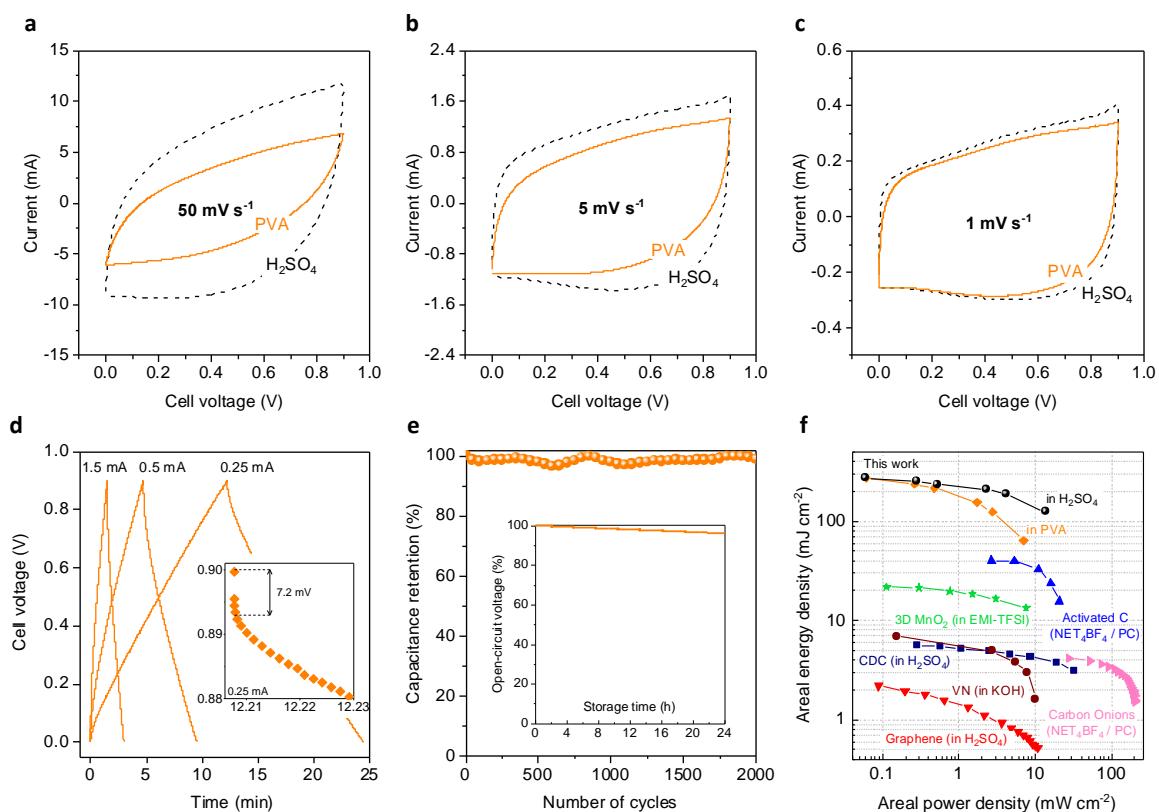 a
15
10
5
0
-5
-10
-15
Current (mA)
50 mV s⁻¹
PVA
H₂SO₄
0.0 0.2 0.4 0.6 0.8 1.0
Cell voltage (V)
b
2.4
1.2
0.0
-1.2
-2.4
Current (mA)
5 mV s⁻¹
PVA
H₂SO₄
0.0 0.2 0.4 0.6 0.8 1.0
Cell voltage (V)
c
0.6
0.4
0.2
0.0
-0.2
-0.4
Current (mA)
1 mV s⁻¹
PVA
H₂SO₄
0.0 0.2 0.4 0.6 0.8 1.0
Cell voltage (V)
d
1.0
0.8
0.6
0.4
0.2
0.0
Cell voltage (V)
1.5 mA 0.5 mA 0.25 mA
0.90
0.89
0.88
7.2 mV
0.25 mA
12.21 12.22 12.23
0 5 10 15 20 25
Time (min)
e
100
80
60
40
20
0
Capacitance retention (%)
100
80
60
40
20
0
Open-circuit voltage (%)
Storage time (h)
0 4 8 12 16 20 24
0 500 1000 1500 2000
Number of cycles
f
100
10
1
Areal energy density (mJ cm⁻²)
This work
in H₂SO₄
in PVA
3D MnO₂ (in EMI-TFSI)
Activated C
(NET₄BF₄ / PC)
CDC (in H₂SO₄)
VN (in KOH)
Carbon Onions
(NET₄BF₄ / PC)
Graphene (in H₂SO₄)
0.1 1 10 100
Areal power density (mW cm⁻²)